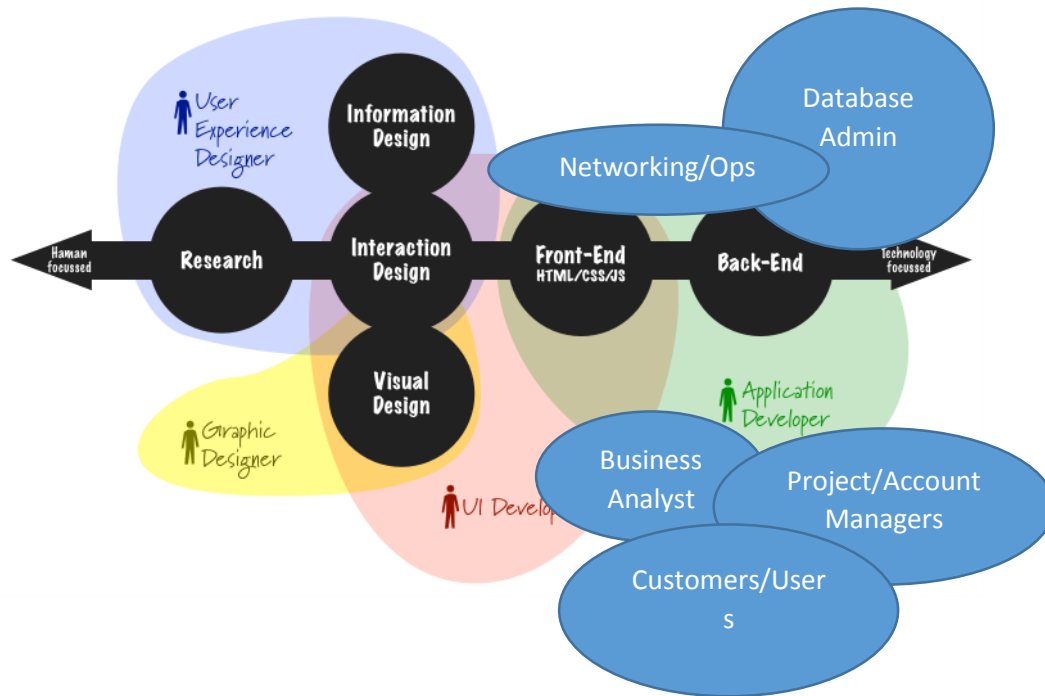 User
Experience
Designer
Information
Design
Database
Admin
Networking/Ops
Haman
focussed
Research
Interaction
Design
Front-End
HTML/CSS/JS
Back-End
Technology
focussed
Visual
Design
Graphic
Designer
Application
Developer
UI Develop
Business
Analyst
Project/Account
Managers
Customers/User
s